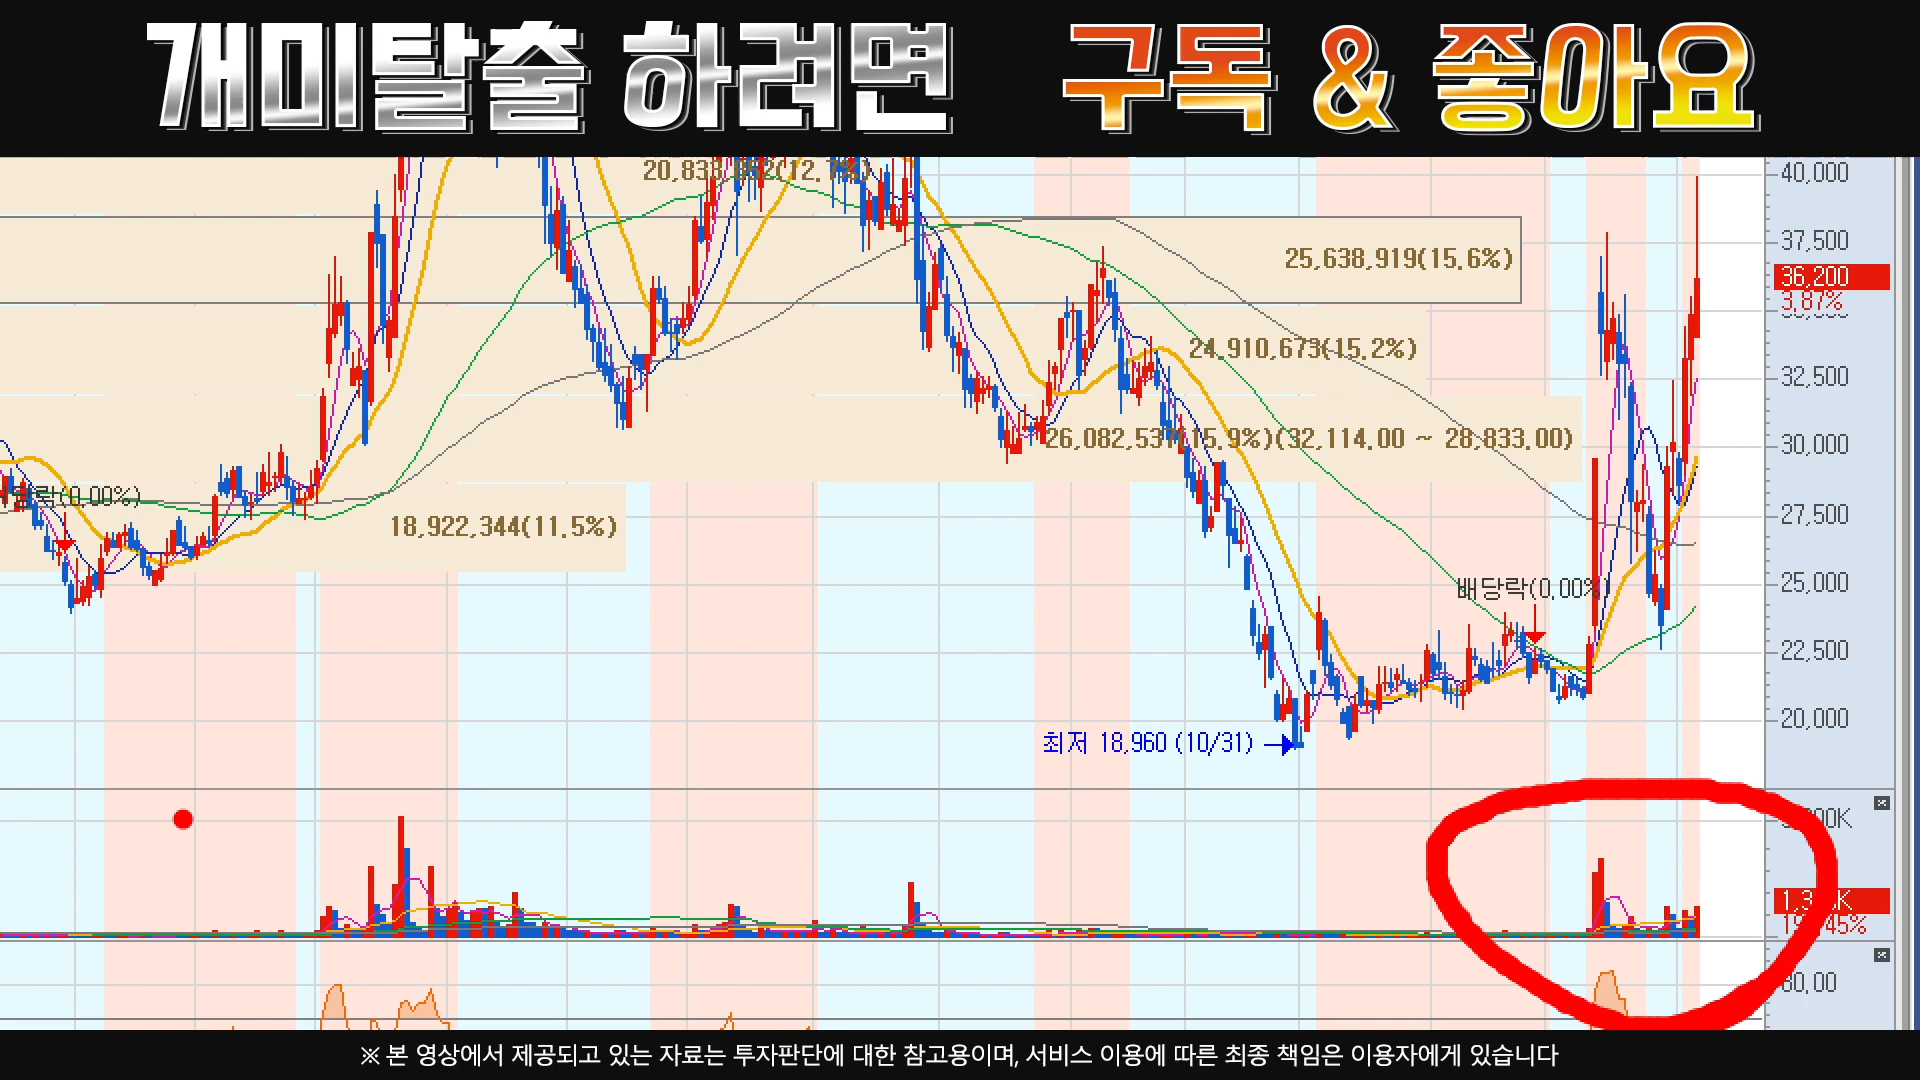 개미탈출 하려면 구독 & 좋아요
40,000
37,500
25,638,919(15.6%)
36,200
3.87%
24,910,673(15.2%)
32,500
26,082,537(15.9%)(32,114.00 ~ 28,833.00)
30,000
(0.00%)
18,922,344(11.5%)
27,500
배당락(0.00%)
25,000
22,500
20,000
최저 18,960 (10/31)
※ 본 영상에서 제공되고 있는 자료는 투자판단에 대한 참고용이며, 서비스 이용에 따른 최종 책임은 이용자에게 있습니다